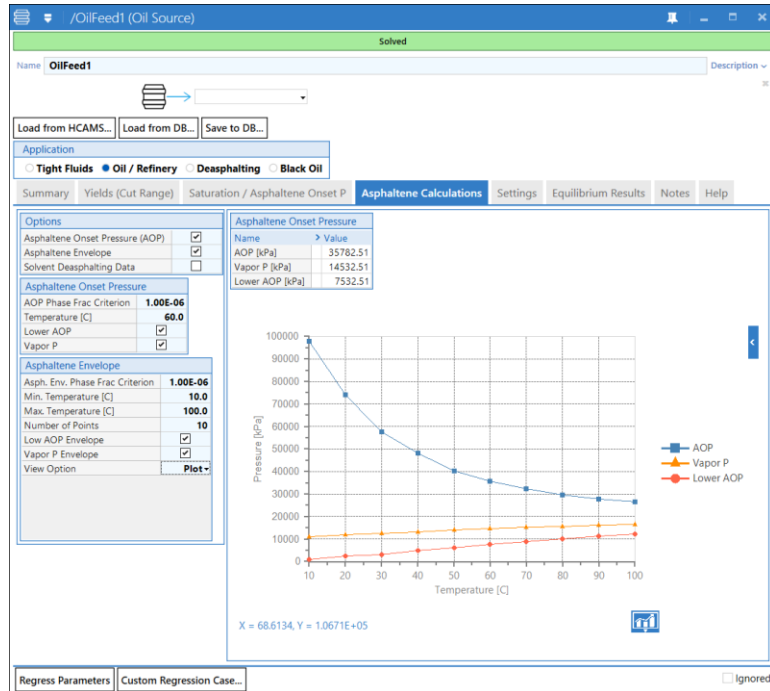 /OilFeed1 (Oil Source)
Solved
Name OilFeed1 Description
Load from HCAMS... Load from DB... Save to DB...
Application
Tight Fluids Oil / Refinery Deasphalting Black Oil
Summary Yields (Cut Range) Saturation / Asphaltene Onset P Asphaltene Calculations Settings Equilibrium Results Notes Help
Options
Asphaltene Onset Pressure (AOP)
Asphaltene Envelope
Solvent Deasphalting Data
Asphaltene Onset Pressure
AOP Phase Frac Criterion 1.00E-06
Temperature [C] 60.0
Lower AOP
Vapor P
Asphaltene Envelope
Asph. Env. Phase Frac Criterion 1.00E-06
Min. Temperature [C] 10.0
Max. Temperature [C] 100.0
Number of Points 10
Low AOP Envelope
Vapor P Envelope
View Option Plot
Asphaltene Onset Pressure
Name > Value
AOP [kPa] 35782.51
Vapor P [kPa] 14532.51
Lower AOP [kPa] 7532.51
Pressure [kPa]
100000
90000
80000
70000
60000
50000
40000
30000
20000
10000
0
10 20 30 40 50 60 70 80 90 100
Temperature [C]
AOP
Vapor P
Lower AOP
X = 68.6134, Y = 1.0671E+05
Regress Parameters Custom Regression Case... Ignored